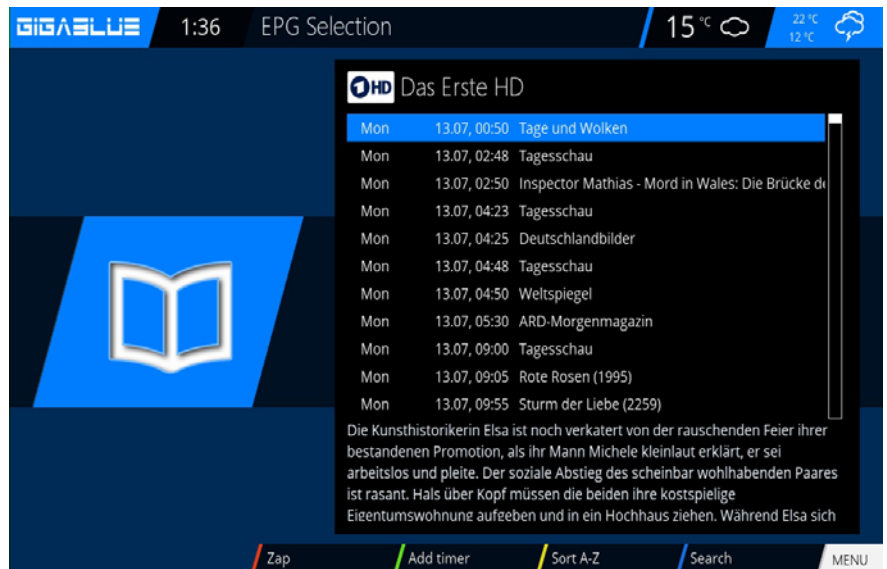 GIGABLUE 1:36 EPG Selection 15 °C 22 °C
12 °C
HD Das Erste HD
Mon 13.07, 00:50 Tage und Wolken
Mon 13.07, 02:48 Tagesschau
Mon 13.07, 02:50 Inspector Mathias - Mord in Wales: Die Brücke de
Mon 13.07, 04:23 Tagesschau
Mon 13.07, 04:25 Deutschlandbilder
Mon 13.07, 04:48 Tagesschau
Mon 13.07, 04:50 Weltspiegel
Mon 13.07, 05:30 ARD-Morgenmagazin
Mon 13.07, 09:00 Tagesschau
Mon 13.07, 09:05 Rote Rosen (1995)
Mon 13.07, 09:55 Sturm der Liebe (2259)
Die Kunsthistorikerin Elsa ist noch verkatert von der rauschenden Feier ihrer
bestandenen Promotion, als ihr Mann Michele kleinlaut erklärt, er sei
arbeitslos und pleite. Der soziale Abstieg des scheinbar wohlhabenden Paares
ist rasant. Hals über Kopf müssen die beiden ihre kostspielige
Eigentumswohnung aufgeben und in ein Hochhaus ziehen. Während Elsa sich
Zap Add timer Sort A-Z Search MENU